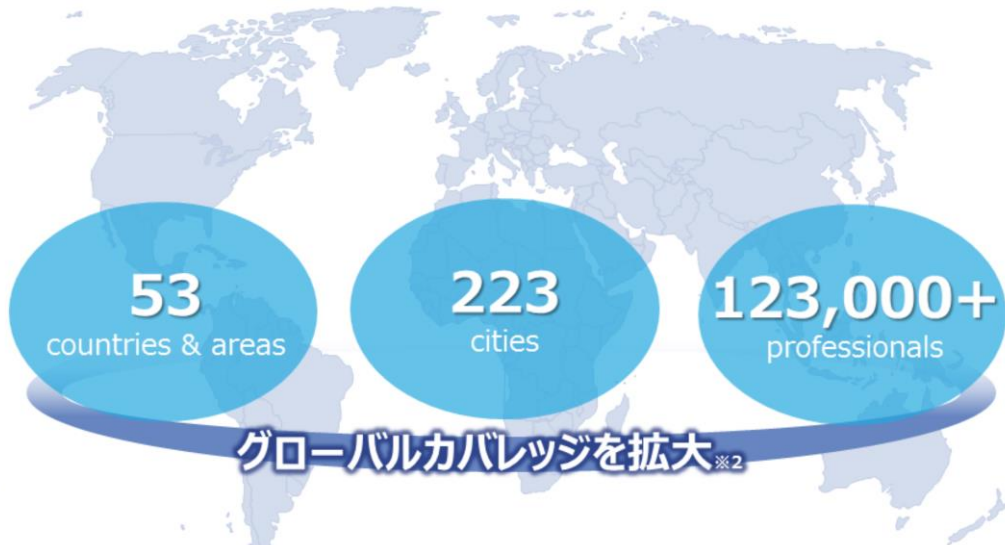 53
countries & areas
223
cities
123,000+
professionals
グローバルカバレッジを拡大※2